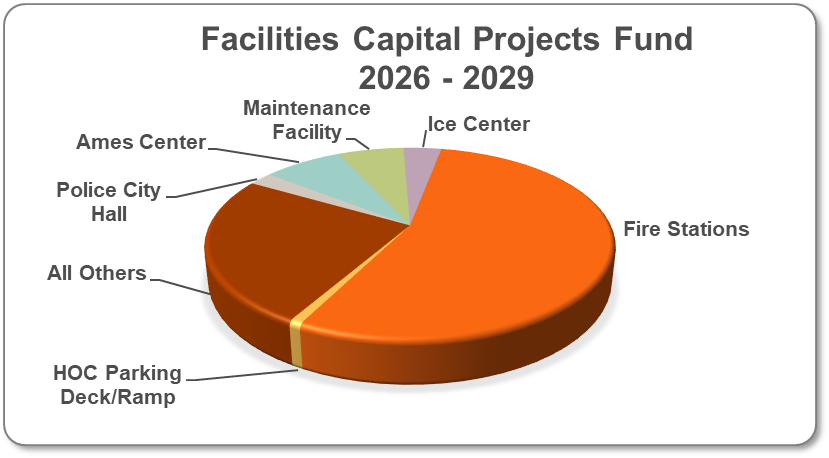 Facilities Capital Projects Fund
2026 - 2029
Maintenance
Facility
Ice Center
Ames Center
Police City
Hall
Fire Stations
All Others
HOC Parking
Deck/Ramp